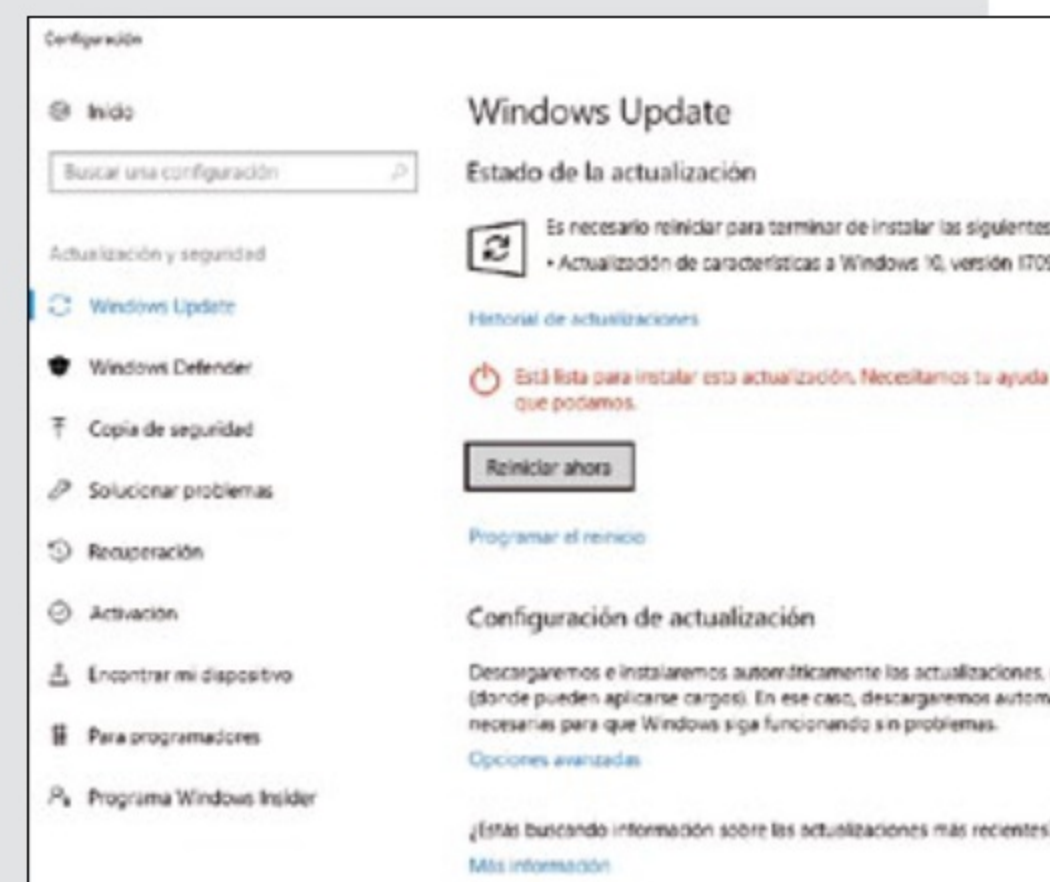 Configuración
Inicio
Buscar una configuración
Actualización y seguridad
Windows Update
Windows Defender
Copia de seguridad
Solucionar problemas
Recuperación
Activación
Encontrar mi dispositivo
Para programadores
Programa Windows Insider
Windows Update
Estado de la actualización
Es necesario reiniciar para terminar de instalar las siguientes
• Actualización de características a Windows 10, versión 1709
Historial de actualizaciones
Está lista para instalar esta actualización. Necesitamos tu ayuda
que podamos.
Reiniciar ahora
Programar el reinicio
Configuración de actualización
Descargaremos e instalaremos automáticamente las actualizaciones,
(donde pueden aplicarse cargos). En ese caso, descargaremos autom
necesarias para que Windows siga funcionando sin problemas.
Opciones avanzadas
¿Estás buscando información sobre las actualizaciones más recientes
Más información